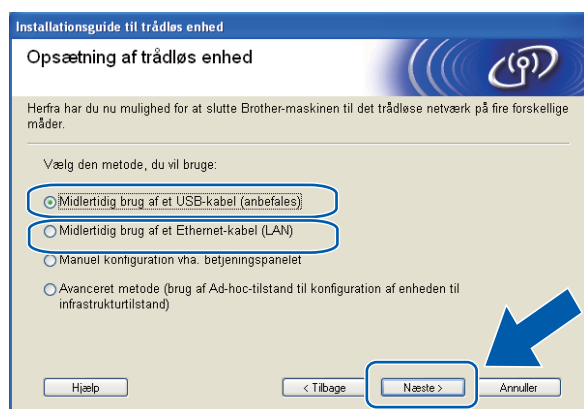 Installationsguide til trådløs enhed
Opsætning af trådløs enhed
Herfra har du nu mulighed for at slutte Brother-maskinen til det trådløse netværk på fire forskellige
måder.
Vælg den metode, du vil bruge:
Midlertidig brug af et USB-kabel (anbefales)
Midlertidig brug af et Ethernet-kabel (LAN)
Manuel konfiguration vha. betjeningspanelet
Avanceret metode (brug af Ad-hoc-tilstand til konfiguration af enheden til
infrastrukturtilstand)
Hjælp < Tilbage Næste > Annuller